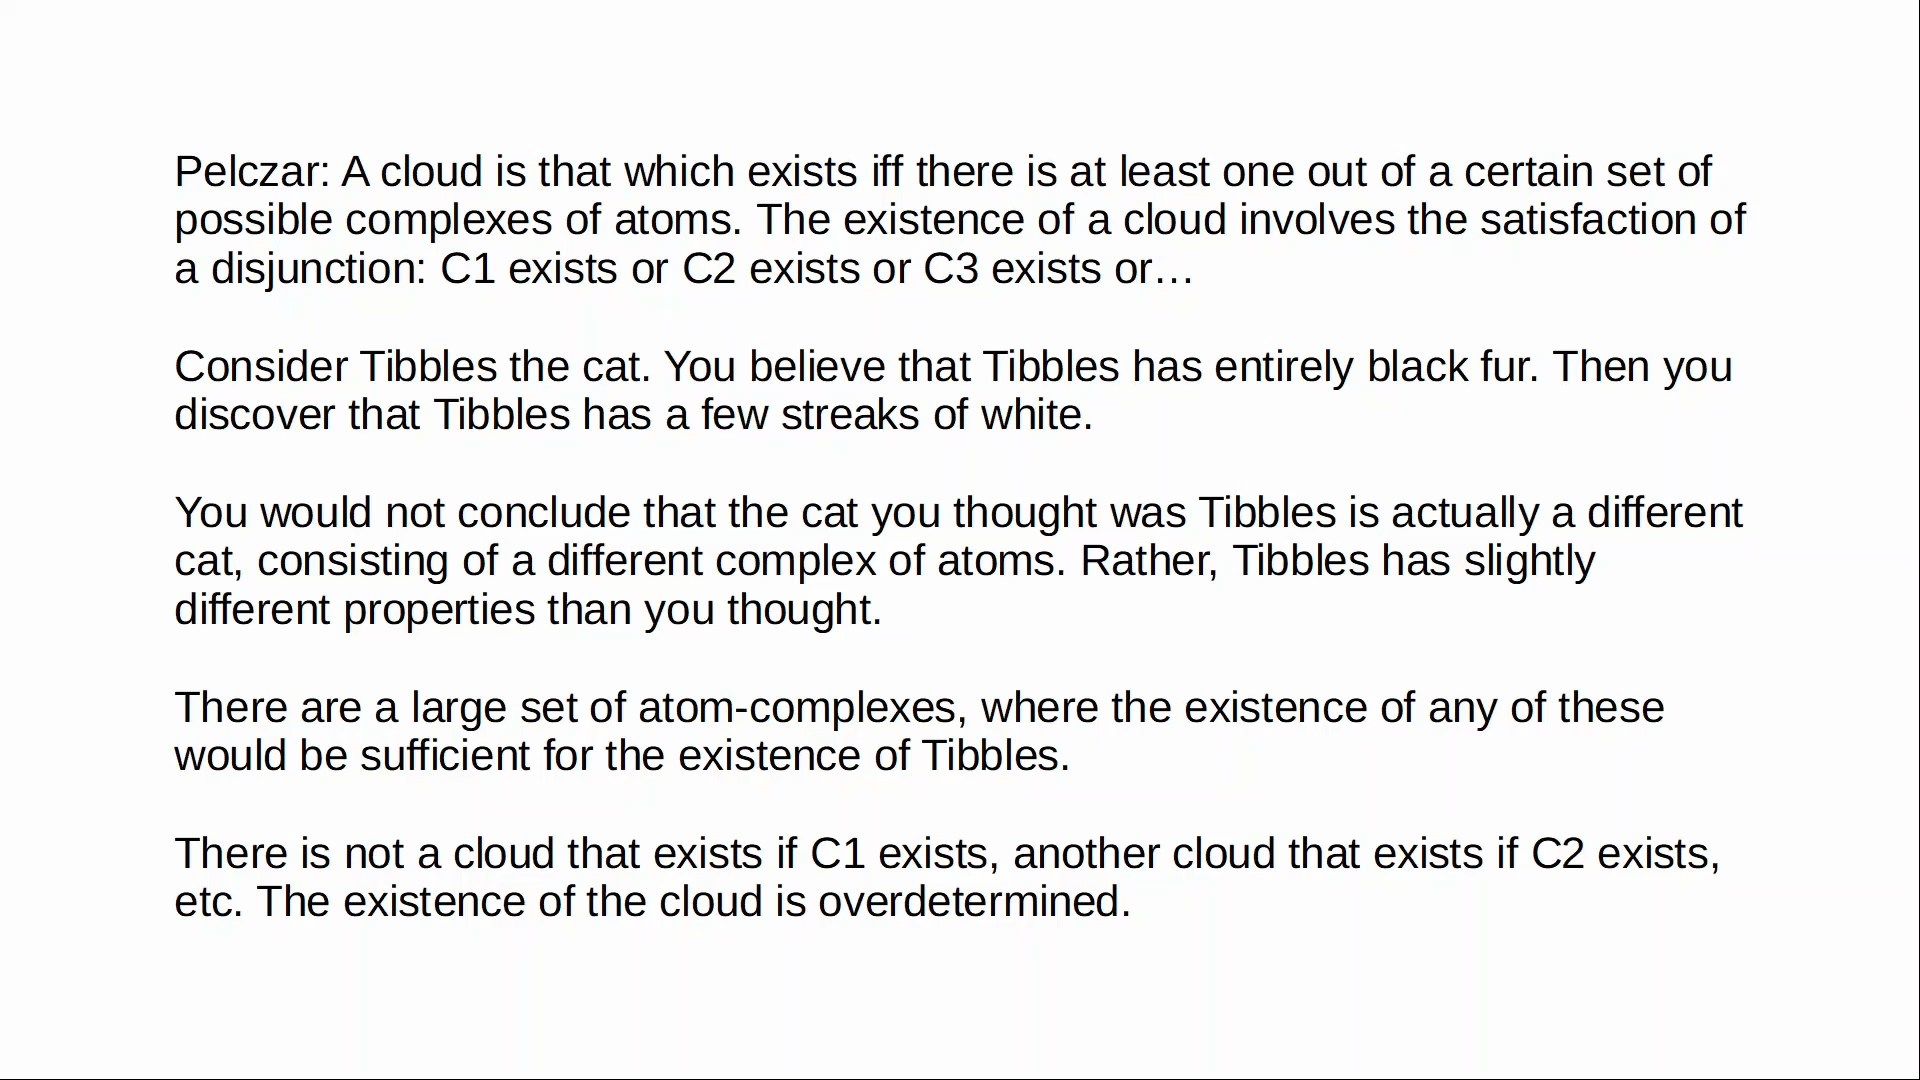 Pelczar: A cloud is that which exists iff there is at least one out of a certain set of
possible complexes of atoms. The existence of a cloud involves the satisfaction of
a disjunction: C1 exists or C2 exists or C3 exists or…
Consider Tibbles the cat. You believe that Tibbles has entirely black fur. Then you
discover that Tibbles has a few streaks of white.
You would not conclude that the cat you thought was Tibbles is actually a different
cat, consisting of a different complex of atoms. Rather, Tibbles has slightly
different properties than you thought.
There are a large set of atom-complexes, where the existence of any of these
would be sufficient for the existence of Tibbles.
There is not a cloud that exists if C1 exists, another cloud that exists if C2 exists,
etc. The existence of the cloud is overdetermined.